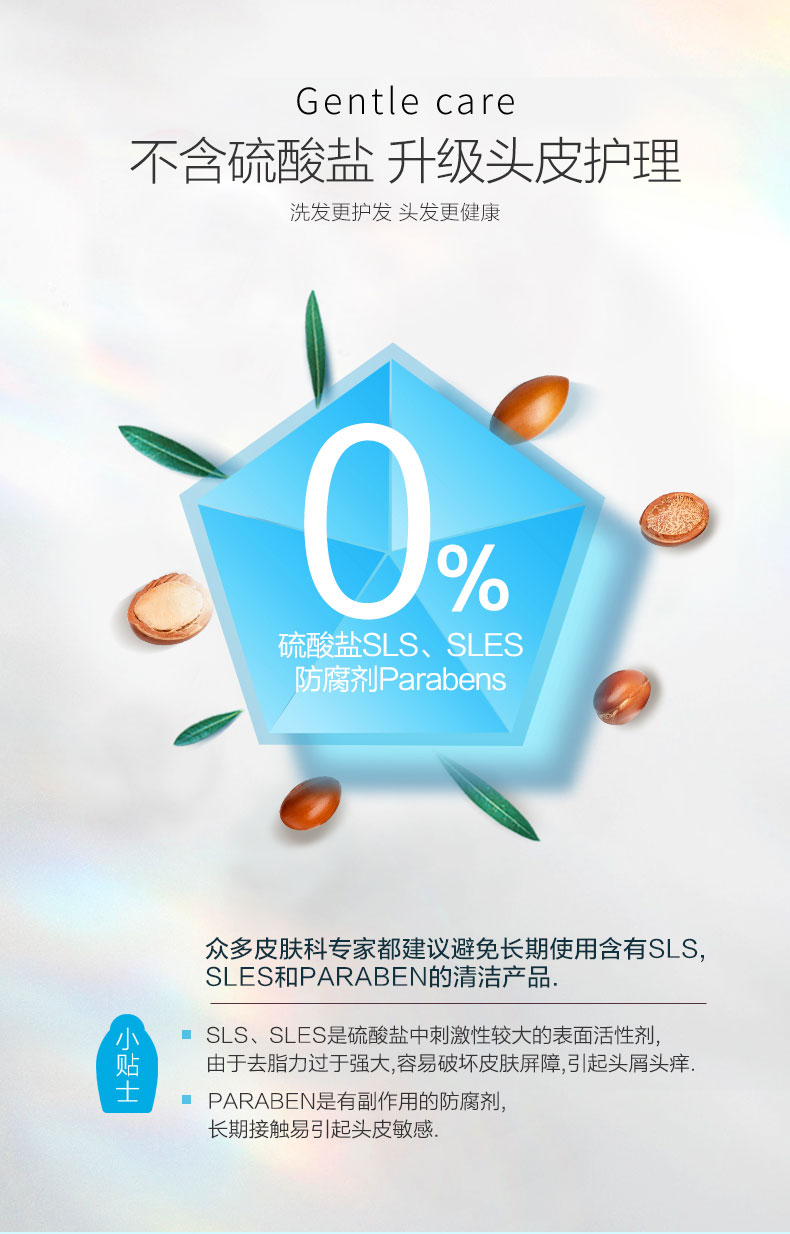 Gentle care
不含硫酸盐 升级头皮护理
洗发更护发 头发更健康
0%
硫酸盐SLS、SLES
防腐剂Parabens
众多皮肤科专家都建议避免长期使用含有SLS,
SLES和PARABEN的清洁产品.
小贴士
SLS、SLES是硫酸盐中刺激性较大的表面活性剂,
由于去脂力过于强大,容易破坏皮肤屏障,引起头屑头痒.
PARABEN是有副作用的防腐剂,
长期接触易引起头皮敏感.